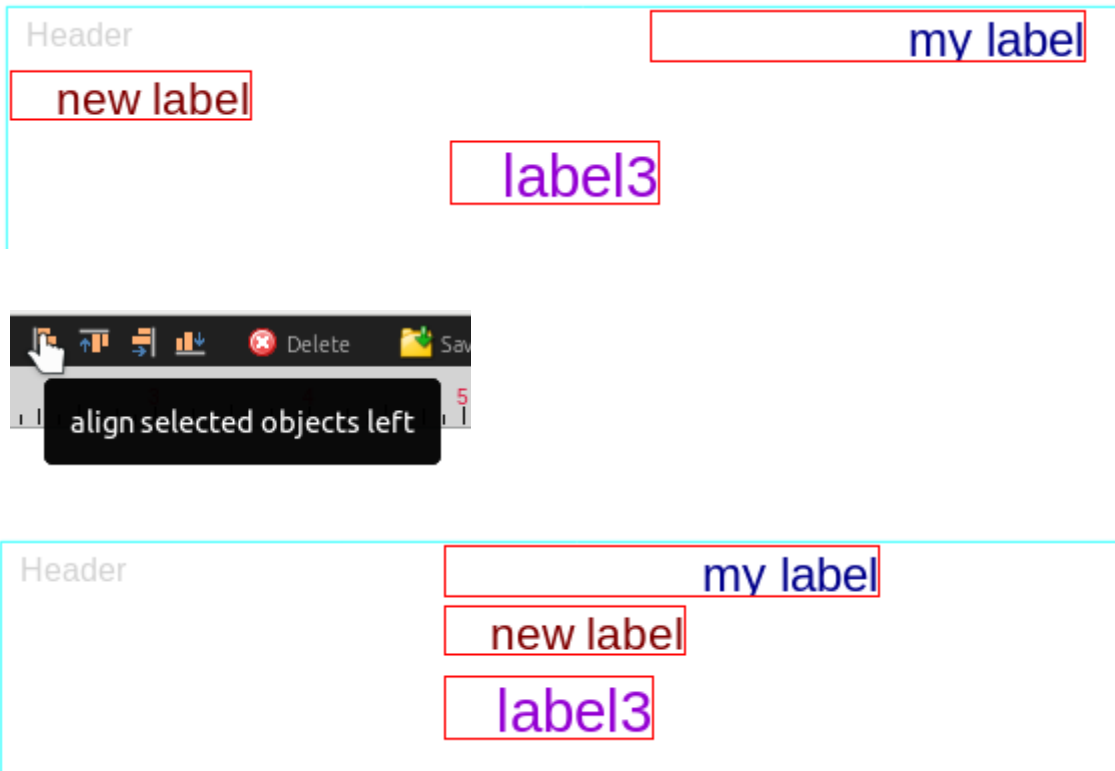 Header
my label
new label
label3
Delete
Sav
5
align selected objects left
Header
my label
new label
label3